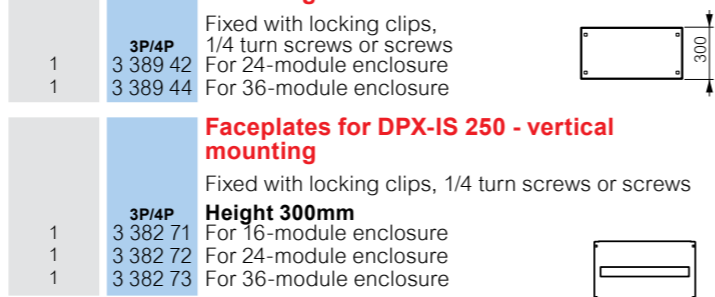 Fixed with locking clips,
3P/4P 1/4 turn screws or screws
1 3 389 42 For 24-module enclosure
1 3 389 44 For 36-module enclosure
300
Faceplates for DPX-IS 250 - vertical
mounting
Fixed with locking clips, 1/4 turn screws or screws
3P/4P Height 300mm
1 3 382 71 For 16-module enclosure
1 3 382 72 For 24-module enclosure
1 3 382 73 For 36-module enclosure